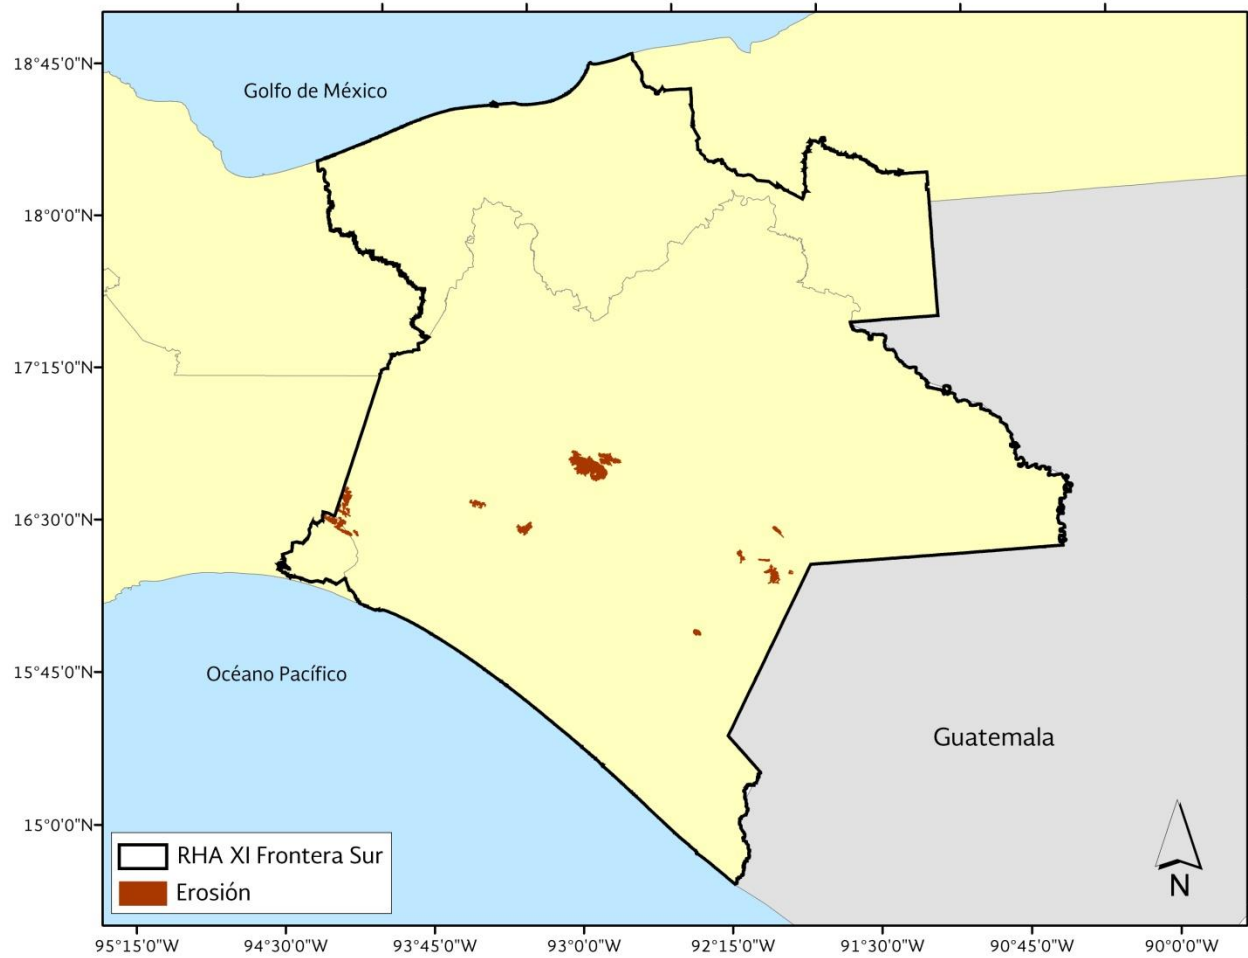 18°45'0"N
Golfo de México
18°0'0"N
17°15'0"N
16°30'0"N
15°45'0"N
Océano Pacífico
Guatemala
15°0'0"N
RHA XI Frontera Sur
Erosión
N
95°15'0"W 94°30'0"W 93°45'0"W 93°0'0"W 92°15'0"W 91°30'0"W 90°45'0"W 90°0'0"W